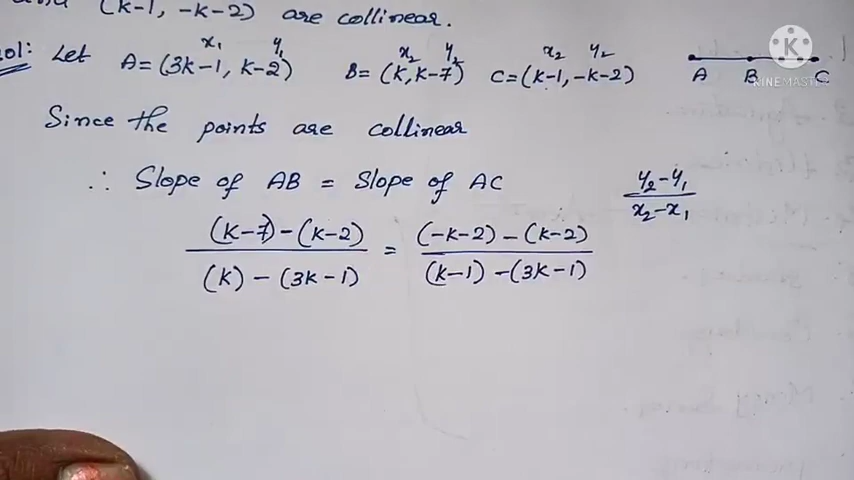 (k-1, -k-2) are collinear.
Sol: Let A = (3k-1, k-2) B = (k, k-7) C = (k-1, -k-2)
x₁ y₁ x₂ y₂ x₂ y₂
A B C
K
KINEMASTER
Since the points are collinear
∴ Slope of AB = Slope of AC
y₂-y₁ / x₂-x₁
(k-7)-(k-2) / (k)-(3k-1) = (-k-2)-(k-2) / (k-1)-(3k-1)